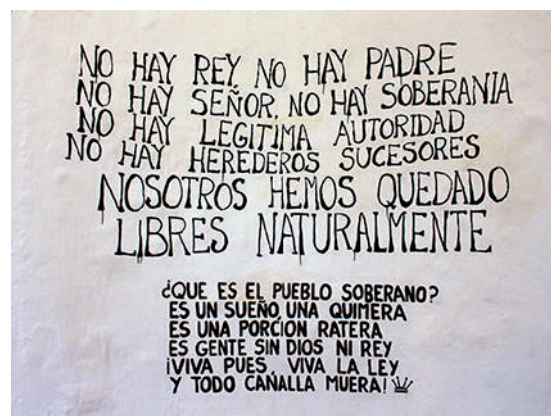 NO HAY REY, NO HAY PADRE
NO HAY SEÑOR, NO HAY SOBERANIA
NO HAY LEGITIMA AUTORIDAD
NO HAY HEREDEROS SUCESORES
NOSOTROS HEMOS QUEDADO
LIBRES NATURALMENTE
¿QUE ES EL PUEBLO SOBERANO?
ES UN SUEÑO, UNA QUIMERA
ES UNA PORCION RATERA
ES GENTE SIN DIOS NI REY
¡VIVA PUES, VIVA LA LEY
Y TODO CAÑALLA MUERA!